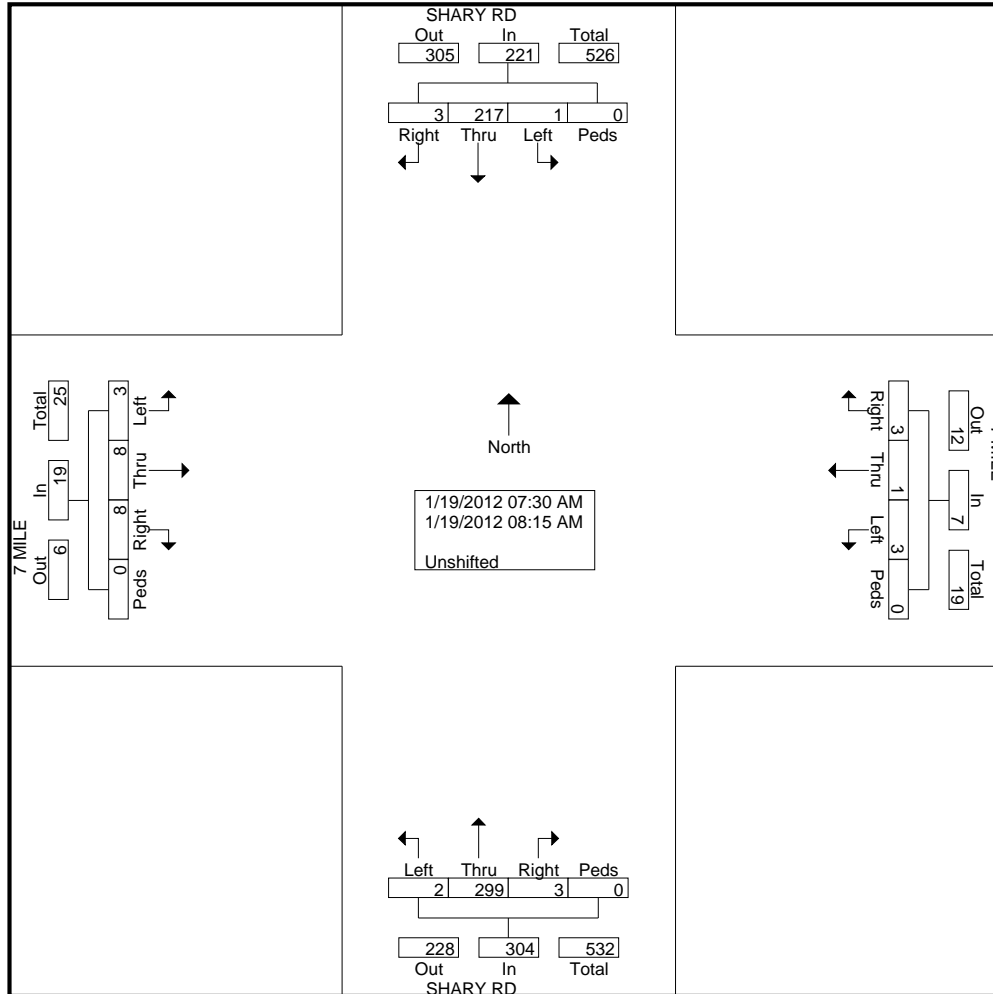 SHARY RD
Out In Total
305 221 526
3 217 1 0
Right Thru Left Peds
7 MILE
Out In Total
6 19 25
Left Thru Right Peds
3 8 8 0
North
1/19/2012 07:30 AM
1/19/2012 08:15 AM
Unshifted
Right Thru Left Peds
3 1 3 0
Out In Total
12 7 19
MILE
Left Thru Right Peds
2 299 3 0
228 304 532
Out In Total
SHARY RD